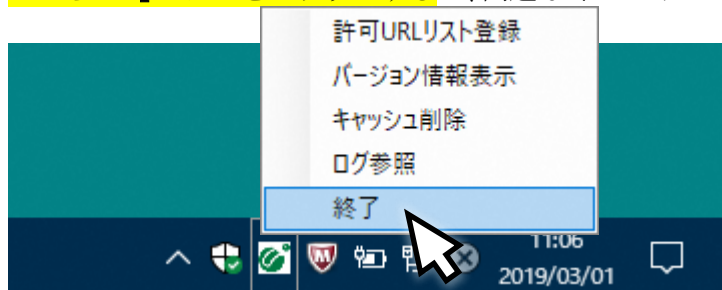 許可URLリスト登録
バージョン情報表示
キャッシュ削除
ログ参照
終了
11:06
2019/03/01